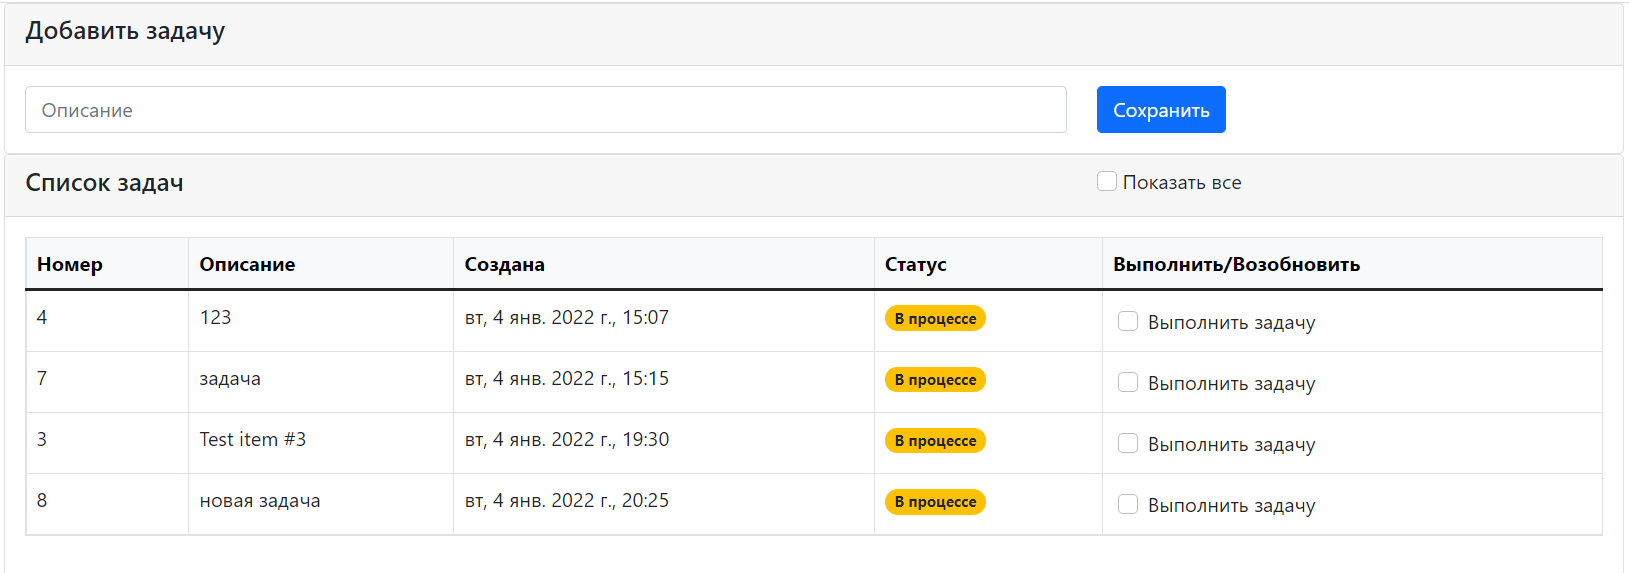 Добавить задачу
Описание
Сохранить
Список задач
Показать все
Номер Описание Создана Статус Выполнить/Возобновить
4 123 вт, 4 янв. 2022 г., 15:07 В процессе Выполнить задачу
7 задача вт, 4 янв. 2022 г., 15:15 В процессе Выполнить задачу
3 Test item #3 вт, 4 янв. 2022 г., 19:30 В процессе Выполнить задачу
8 новая задача вт, 4 янв. 2022 г., 20:25 В процессе Выполнить задачу